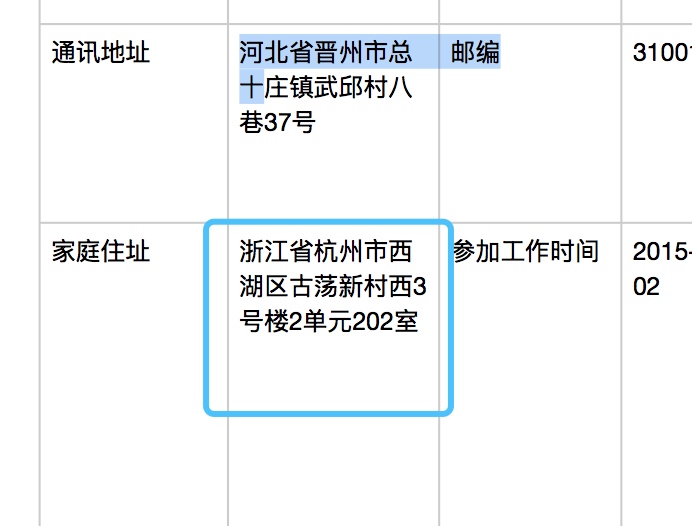 通讯地址
河北省晋州市总
十庄镇武邱村八
巷37号
邮编
家庭住址
浙江省杭州市西
湖区古荡新村西3
号楼2单元202室
参加工作时间
2015-
02